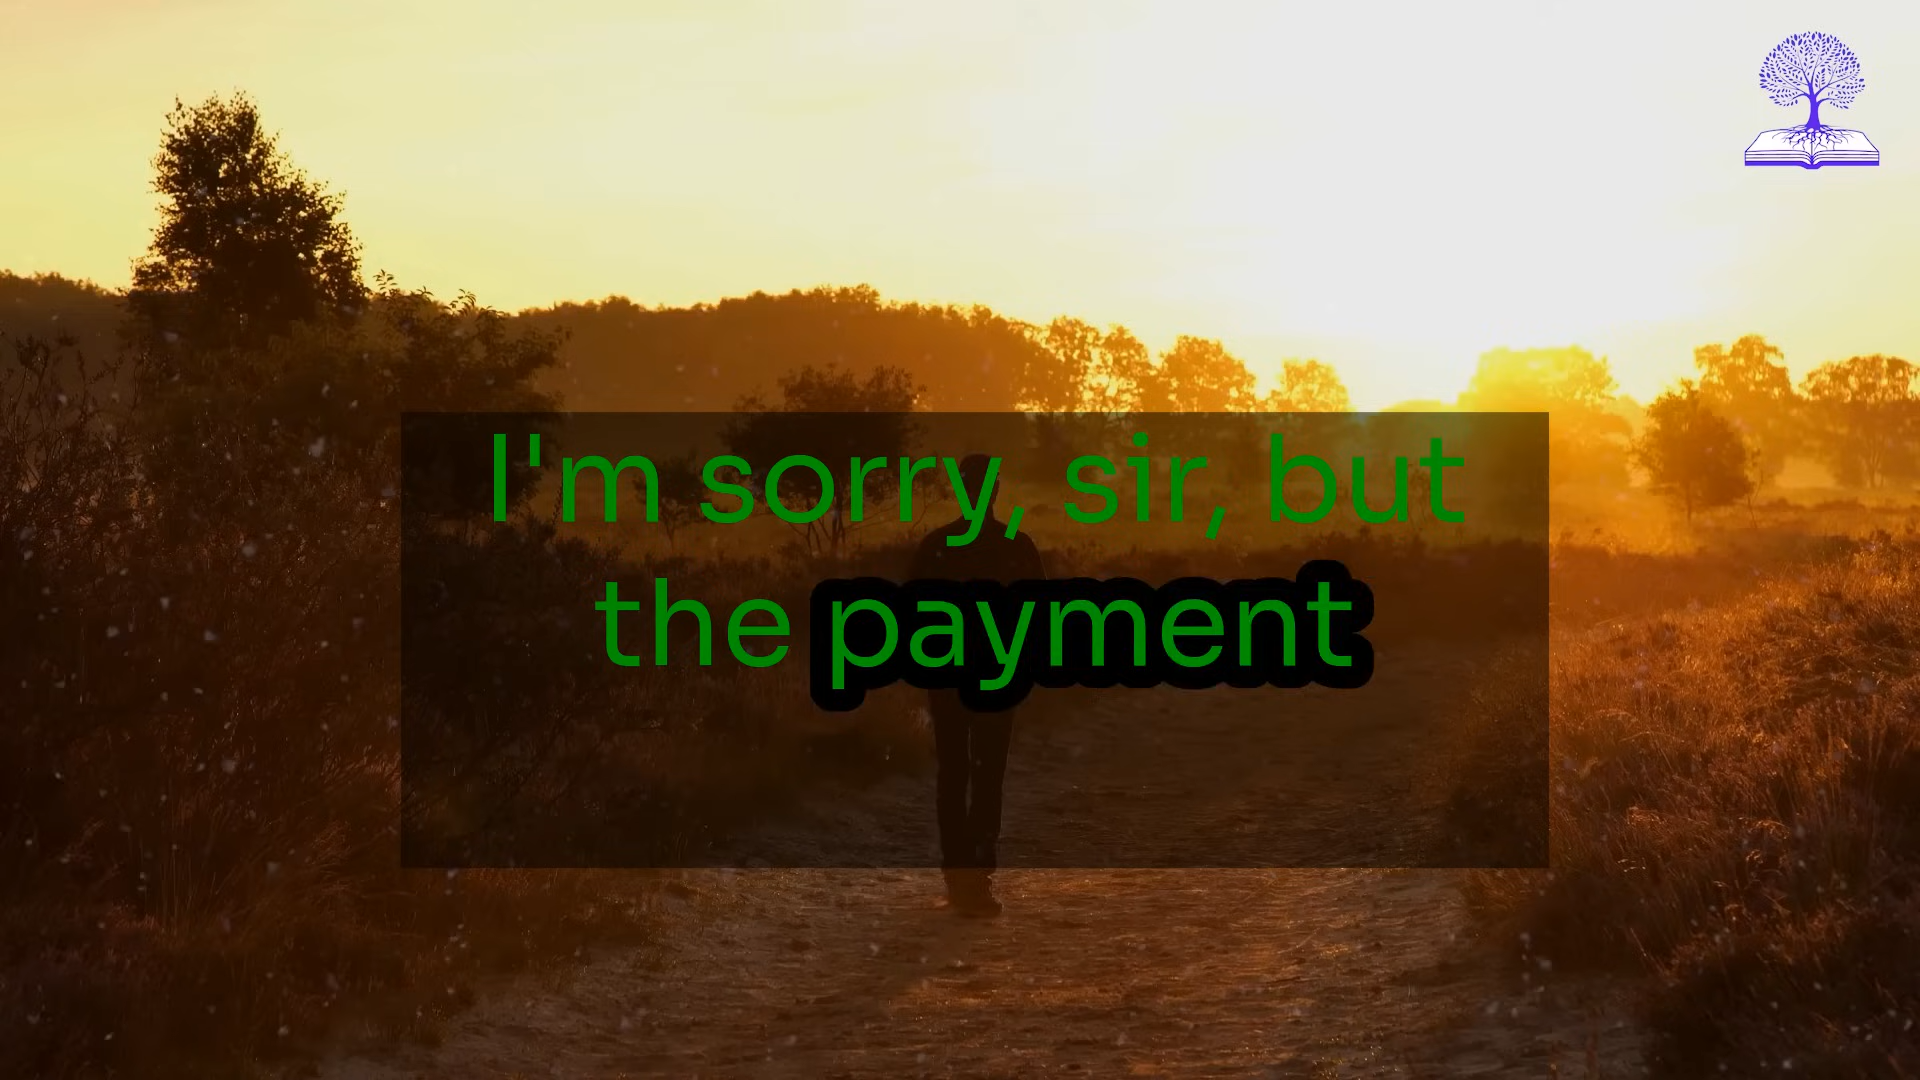 I'm sorry, sir, but
the payment